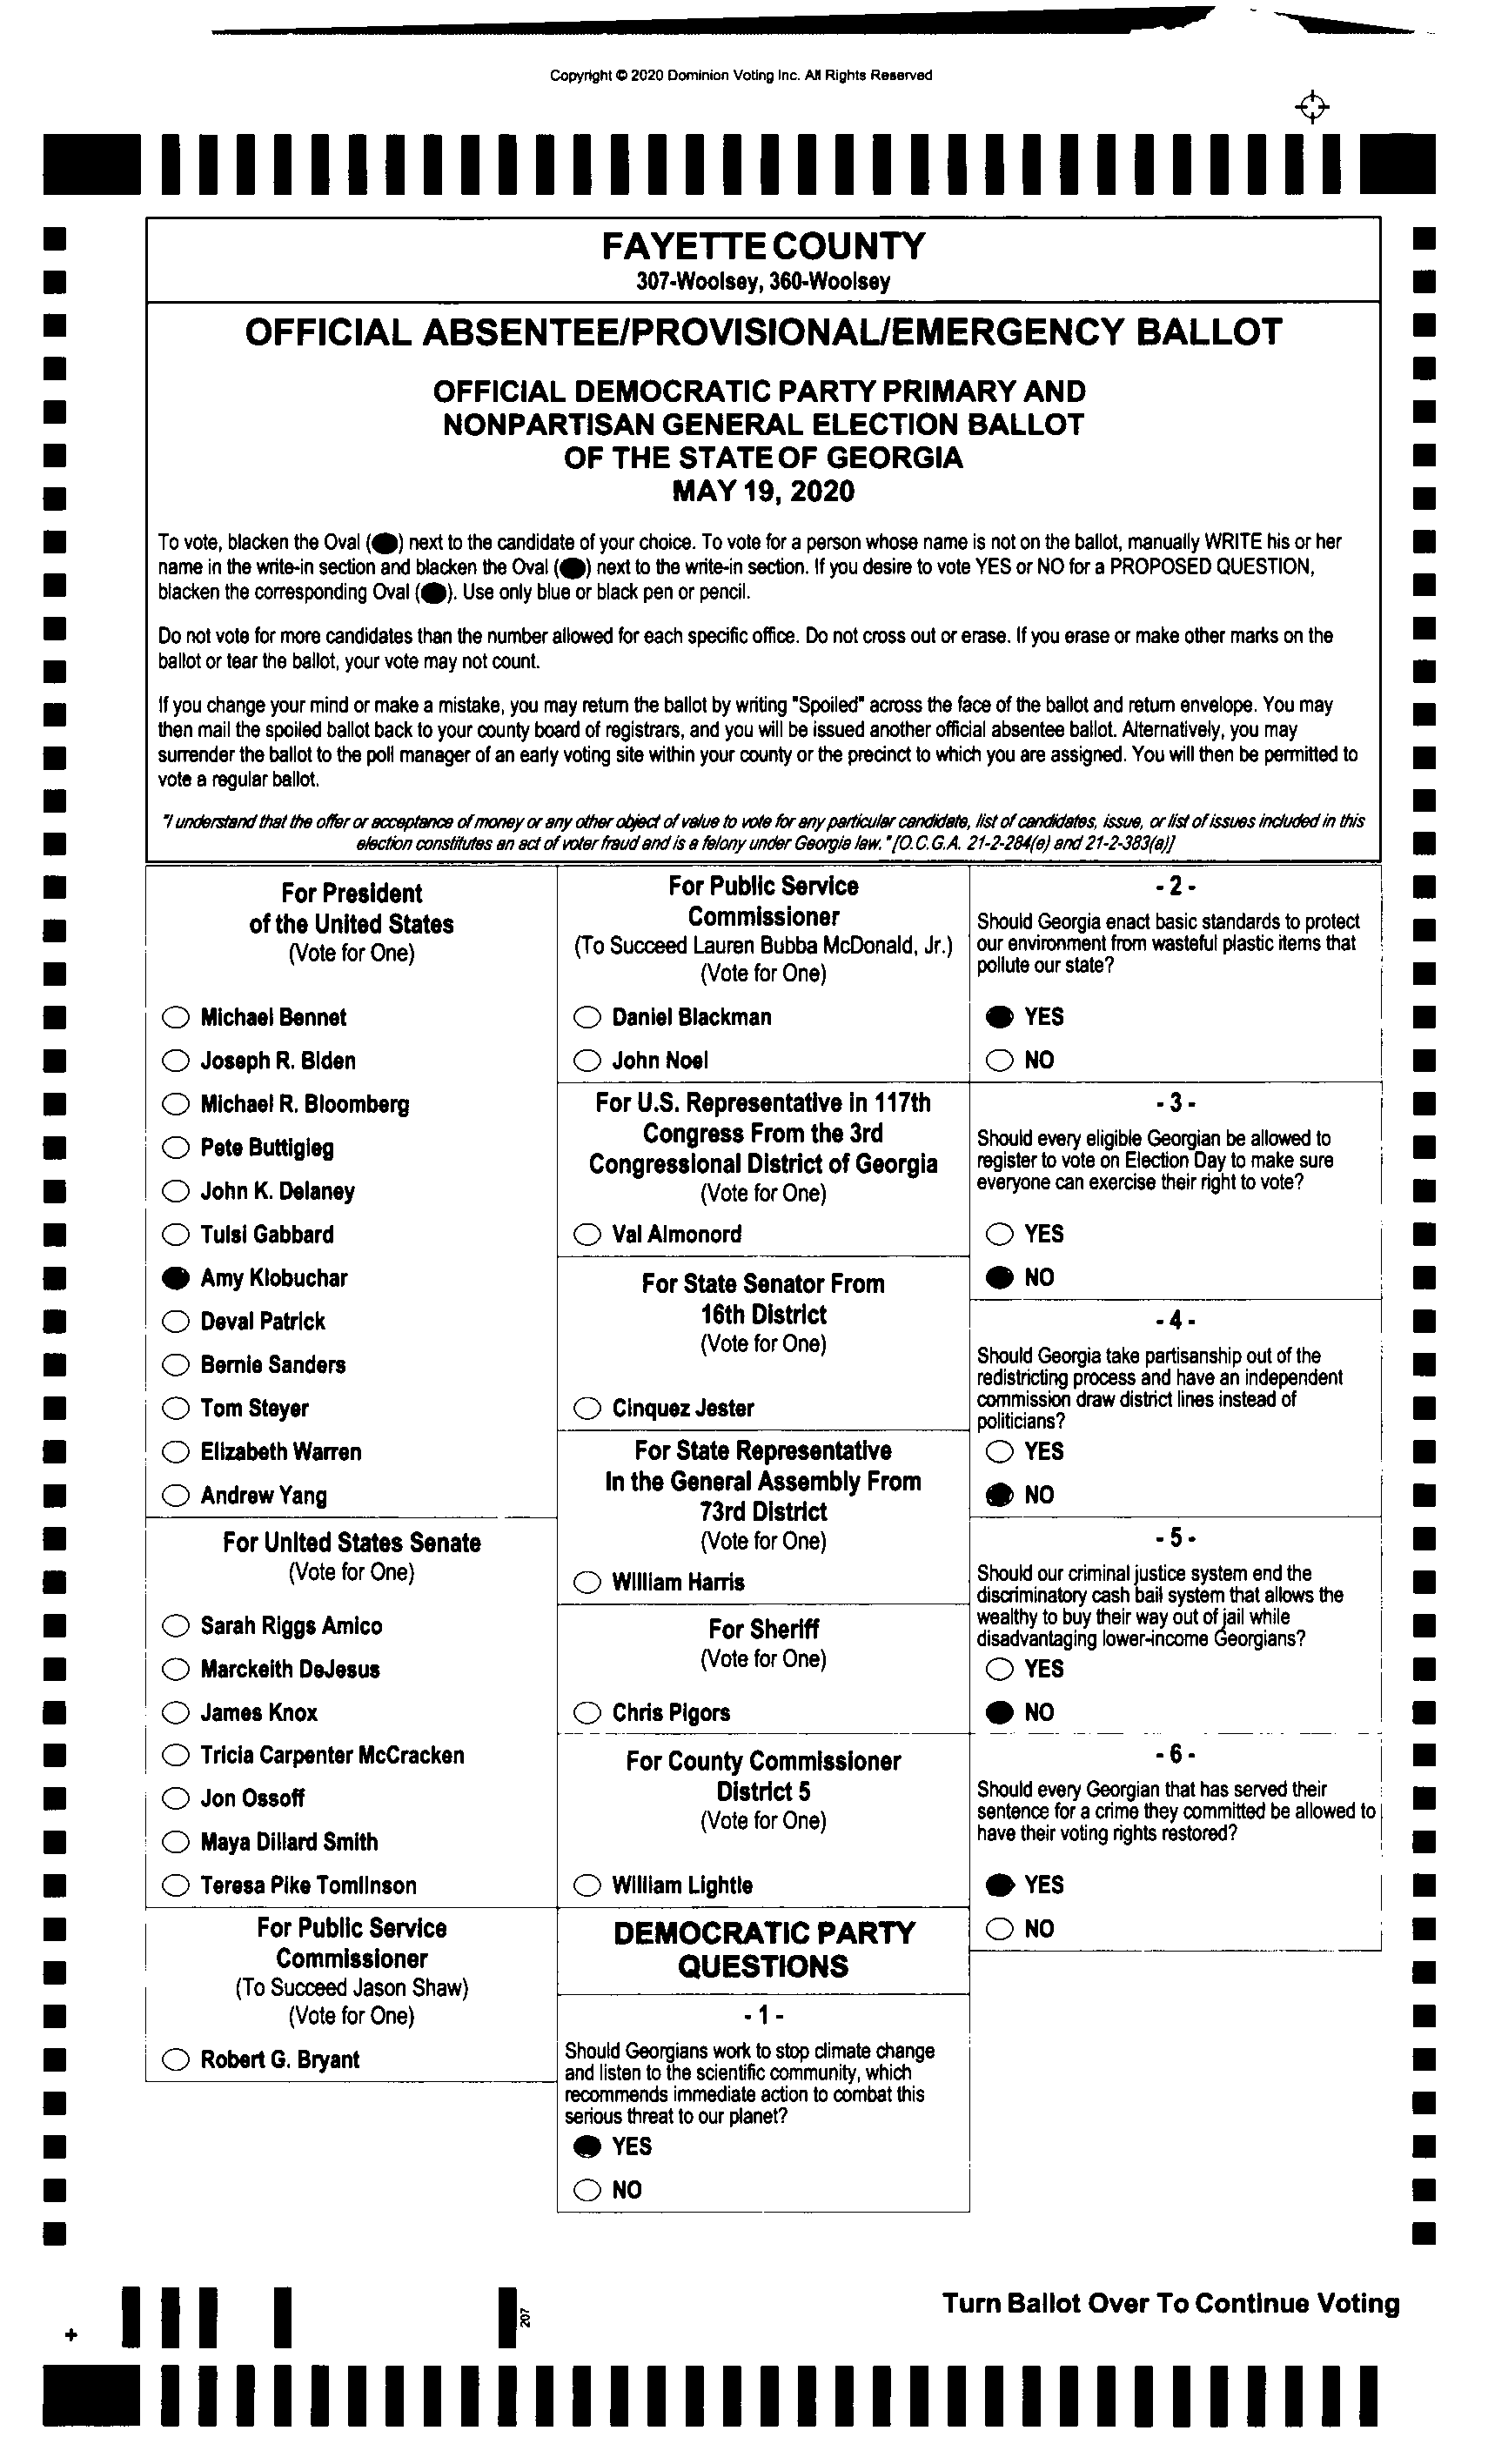 Copyright © 2020 Dominion Voting Inc. All Rights Reserved
FAYETTE COUNTY
307-Woolsey, 360-Woolsey
OFFICIAL ABSENTEE/PROVISIONAL/EMERGENCY BALLOT
OFFICIAL DEMOCRATIC PARTY PRIMARY AND
NONPARTISAN GENERAL ELECTION BALLOT
OF THE STATE OF GEORGIA
MAY 19, 2020
To vote, blacken the Oval (●) next to the candidate of your choice. To vote for a person whose name is not on the ballot, manually WRITE his or her
name in the write-in section and blacken the Oval (●) next to the write-in section. If you desire to vote YES or NO for a PROPOSED QUESTION,
blacken the corresponding Oval (●). Use only blue or black pen or pencil.
Do not vote for more candidates than the number allowed for each specific office. Do not cross out or erase. If you erase or make other marks on the
ballot or tear the ballot, your vote may not count.
If you change your mind or make a mistake, you may return the ballot by writing "Spoiled" across the face of the ballot and return envelope. You may
then mail the spoiled ballot back to your county board of registrars, and you will be issued another official absentee ballot. Alternatively, you may
surrender the ballot to the poll manager of an early voting site within your county or the precinct to which you are assigned. You will then be permitted to
vote a regular ballot.
"I understand that the offer or acceptance of money or any other object of value to vote for any particular candidate, list of candidates, issue, or list of issues included in this
election constitutes an act of voter fraud and is a felony under Georgia law." [O.C.G.A. 21-2-284(e) and 21-2-383(a)]
For President
of the United States
(Vote for One)
Michael Bennet
Joseph R. Biden
Michael R. Bloomberg
Pete Buttigieg
John K. Delaney
Tulsi Gabbard
Amy Klobuchar
Deval Patrick
Bernie Sanders
Tom Steyer
Elizabeth Warren
Andrew Yang
For United States Senate
(Vote for One)
Sarah Riggs Amico
Marckeith DeJesus
James Knox
Tricia Carpenter McCracken
Jon Ossoff
Maya Dillard Smith
Teresa Pike Tomlinson
For Public Service
Commissioner
(To Succeed Jason Shaw)
(Vote for One)
Robert G. Bryant
For Public Service
Commissioner
(To Succeed Lauren Bubba McDonald, Jr.)
(Vote for One)
Daniel Blackman
John Noel
For U.S. Representative in 117th
Congress From the 3rd
Congressional District of Georgia
(Vote for One)
Val Almonord
For State Senator From
16th District
(Vote for One)
Cinquez Jester
For State Representative
In the General Assembly From
73rd District
(Vote for One)
William Harris
For Sheriff
(Vote for One)
Chris Pigors
For County Commissioner
District 5
(Vote for One)
William Lightle
DEMOCRATIC PARTY
QUESTIONS
- 1 -
Should Georgians work to stop climate change
and listen to the scientific community, which
recommends immediate action to combat this
serious threat to our planet?
YES
NO
- 2 -
Should Georgia enact basic standards to protect
our environment from wasteful plastic items that
pollute our state?
YES
NO
- 3 -
Should every eligible Georgian be allowed to
register to vote on Election Day to make sure
everyone can exercise their right to vote?
YES
NO
- 4 -
Should Georgia take partisanship out of the
redistricting process and have an independent
commission draw district lines instead of
politicians?
YES
NO
- 5 -
Should our criminal justice system end the
discriminatory cash bail system that allows the
wealthy to buy their way out of jail while
disadvantaging lower-income Georgians?
YES
NO
- 6 -
Should every Georgian that has served their
sentence for a crime they committed be allowed to
have their voting rights restored?
YES
NO
Turn Ballot Over To Continue Voting
207